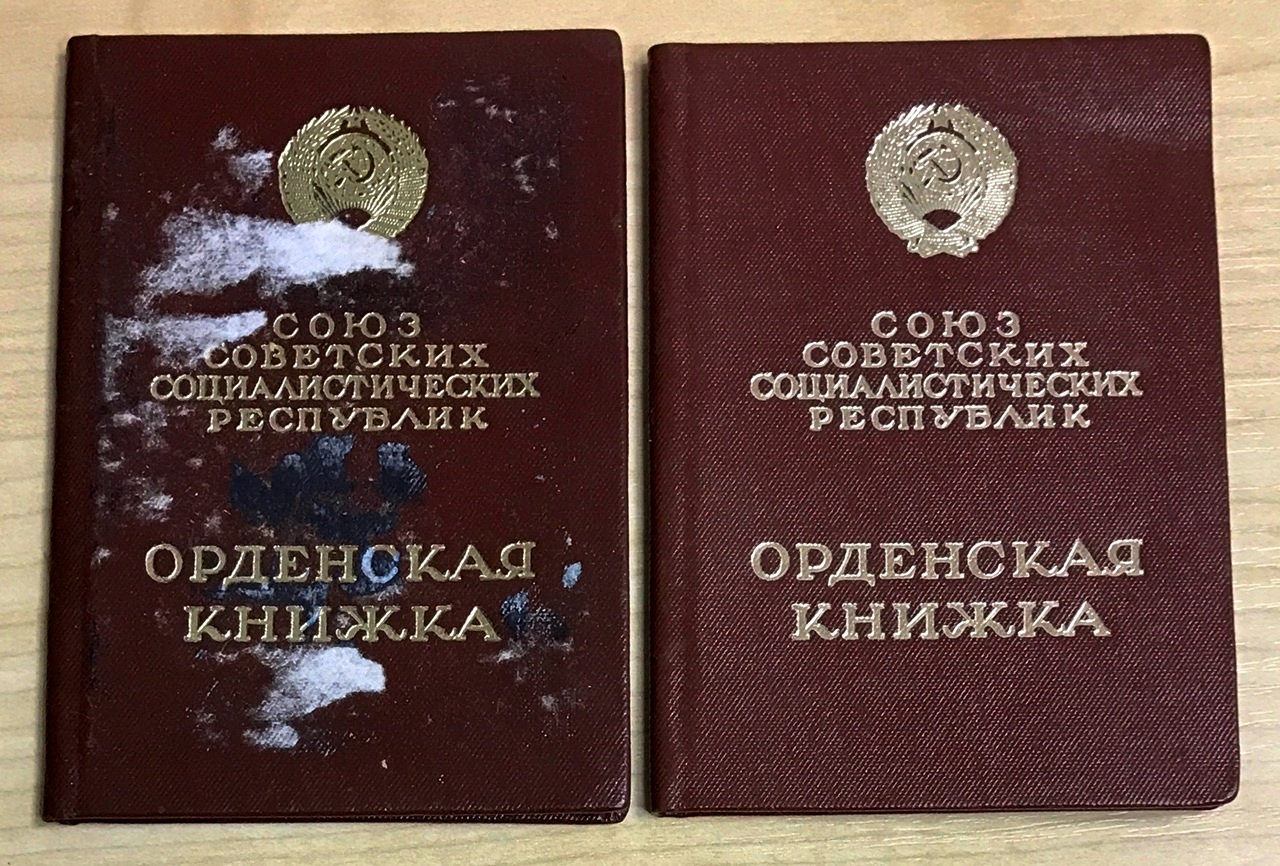 СОЮЗ
СОВЕТСКИХ
СОЦИАЛИСТИЧЕСКИХ
РЕСПУБЛИК
ОРДЕНСКАЯ
КНИЖКА
СОЮЗ
СОВЕТСКИХ
СОЦИАЛИСТИЧЕСКИХ
РЕСПУБЛИК
ОРДЕНСКАЯ
КНИЖКА